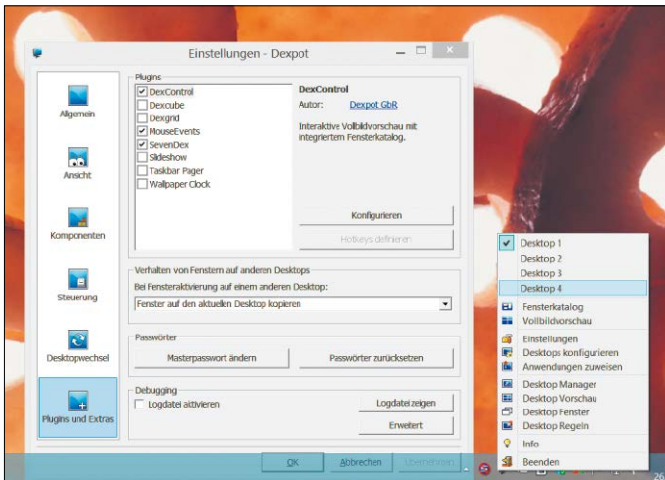 Einstellungen - Dexpot
Allgemein
Ansicht
Komponenten
Steuerung
Desktopwechsel
Plugins und Extras
Plugins
DexControl
Dexcube
Dexgrid
MouseEvents
SevenDex
Slideshow
Taskbar Pager
Wallpaper Clock
DexControl
Autor: Dexpot GbR
Interaktive Vollbildvorschau mit
integriertem Fensterkatalog.
Konfigurieren
Hotkeys definieren
Verhalten von Fenstern auf anderen Desktops
Bei Fensteraktivierung auf einem anderen Desktop:
Fenster auf den aktuellen Desktop kopieren
Passwörter
Masterpasswort ändern
Passwörter zurücksetzen
Debugging
Logdatei aktivieren
Logdatei zeigen
Erweitert
OK
Abbrechen
Übernehmen
Desktop 1
Desktop 2
Desktop 3
Desktop 4
Fensterkatalog
Vollbildvorschau
Einstellungen
Desktops konfigurieren
Anwendungen zuweisen
Desktop Manager
Desktop Vorschau
Desktop Fenster
Desktop Regeln
Info
Beenden